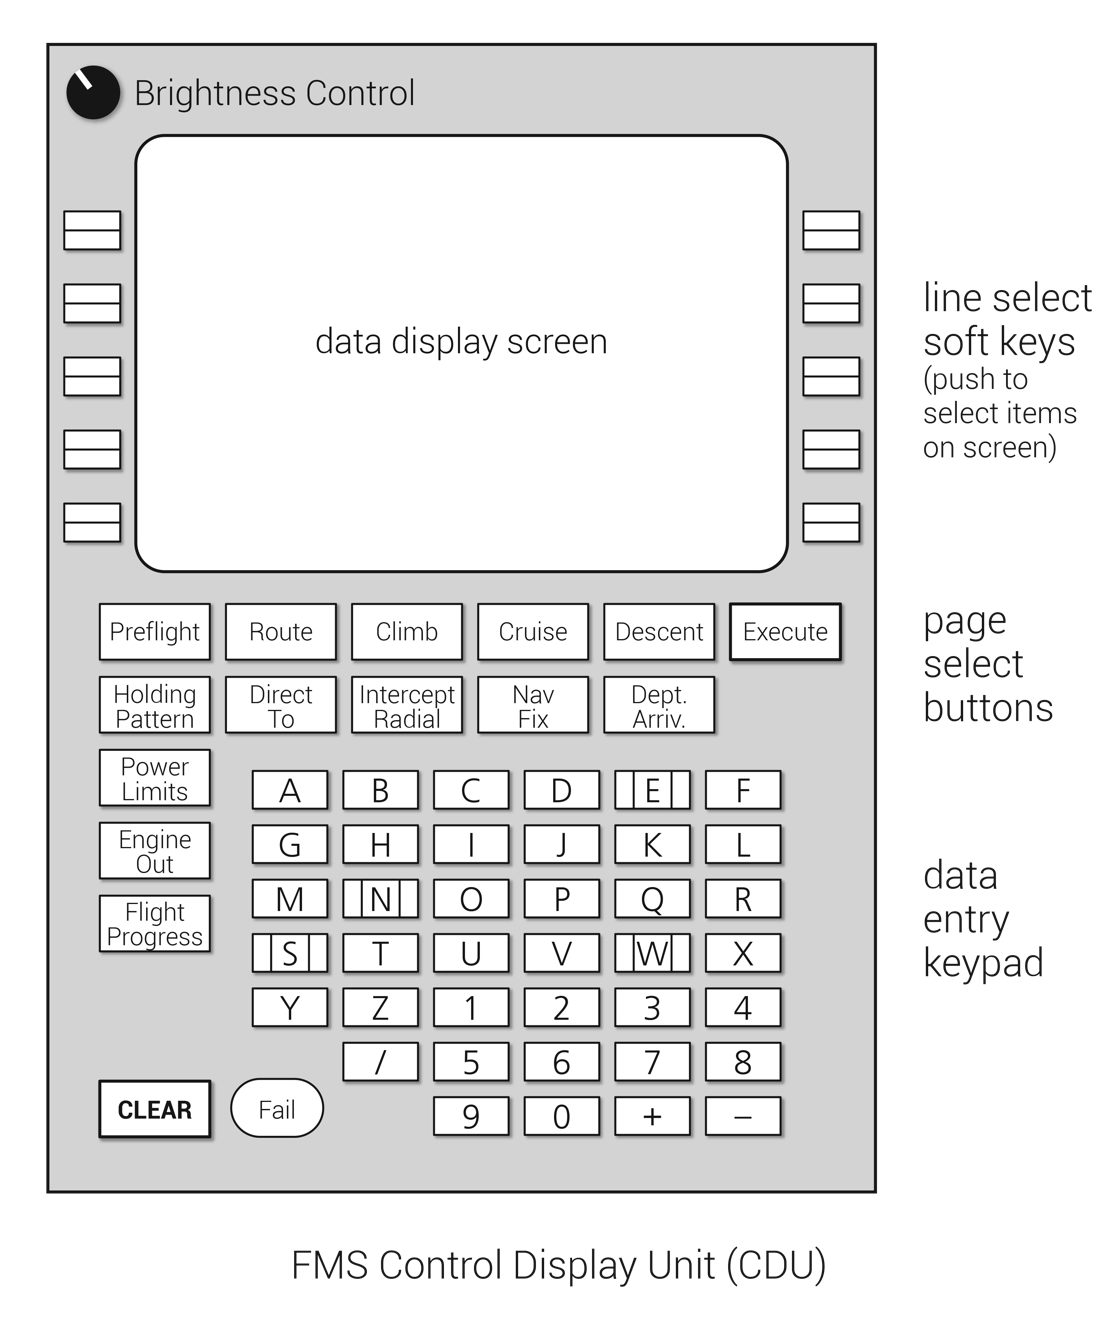 Brightness Control
data display screen
line select
soft keys
(push to
select items
on screen)
Preflight
Route
Climb
Cruise
Descent
Execute
Holding
Pattern
Direct
To
Intercept
Radial
Nav
Fix
Dept.
Arriv.
page
select
buttons
Power
Limits
Engine
Out
Flight
Progress
A B C D E F
G H I J K L
M N O P Q R
S T U V W X
Y Z 1 2 3 4
/ 5 6 7 8
9 0 + –
data
entry
keypad
CLEAR
Fail
FMS Control Display Unit (CDU)